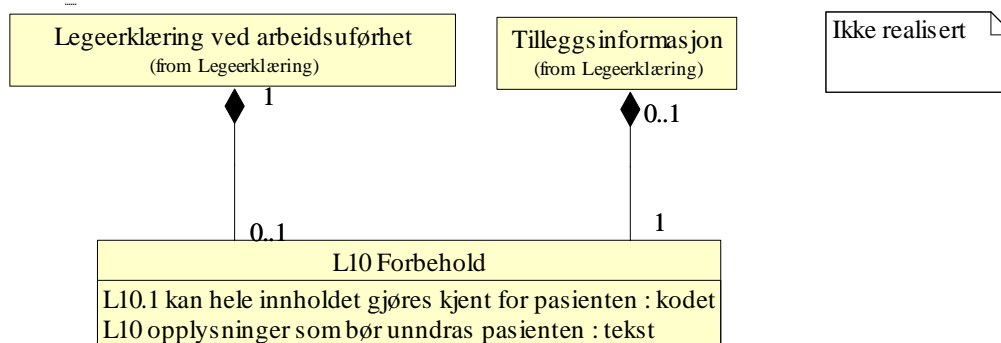 Legeerklæring ved arbeidsuførhet
(from Legeerklæring)
Tilleggsinformasjon
(from Legeerklæring)
Ikke realisert
1
0..1
0..1
1
L10 Forbehold
L10.1 kan hele innholdet gjøres kjent for pasienten : kodet
L10 opplysninger som bør unndras pasienten : tekst